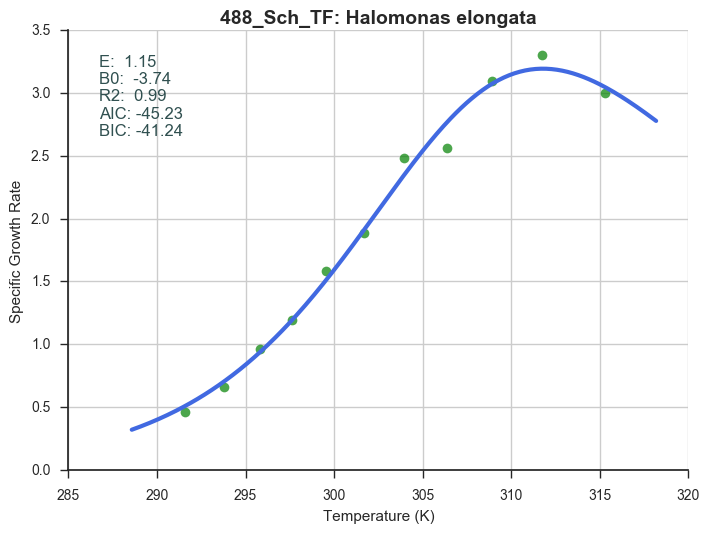 488_Sch_TF: Halomonas elongata
E:  1.15
B0:  -3.74
R2:  0.99
AIC: -45.23
BIC: -41.24
Specific Growth Rate
3.5
3.0
2.5
2.0
1.5
1.0
0.5
0.0
285 290 295 300 305 310 315 320
Temperature (K)